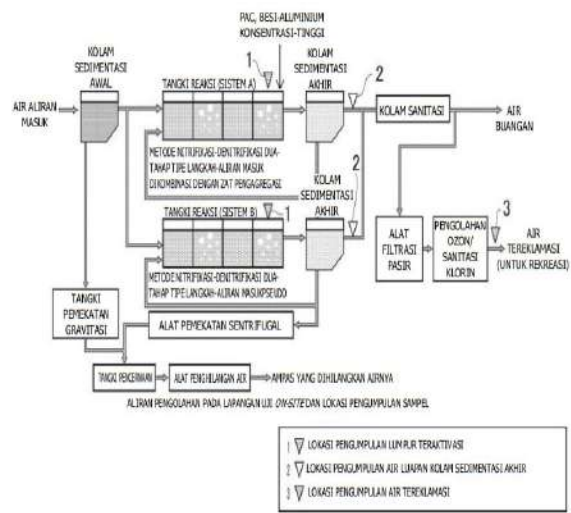 PAC, BESI-ALUMINIUM
KONSENTRASI-TINGGI
KOLAM
SEDIMENTASI
AWAL
1
TANGKI REAKSI (SISTEM A)
KOLAM
SEDIMENTASI
AKHIR
2
AIR ALIRAN
MASUK
KOLAM SANITASI
AIR
BUANGAN
METODE NITRIFIKASI-DENITRIFIKASI DUA-
TAHAP TIPE LANGKAH-ALIRAN MASUK
DIKOMBINASI DENGAN ZAT PENGAGREGASI
KOLAM
SEDIMENTASI
AKHIR
2
TANGKI REAKSI (SISTEM B)
1
ALAT
FILTRASI
PASIR
PENGOLAHAN
OZON/
SANITASI
KLORIN
3
AIR
TEREKLAMASI
(UNTUK REKREASI)
METODE NITRIFIKASI-DENITRIFIKASI DUA-
TAHAP TIPE LANGKAH-ALIRAN MASUKPSEUDO
TANGKI
PEMEKATAN
GRAVITASI
ALAT PEMEKATAN SENTRIFUGAL
TANGKI PENCERNAAN
ALAT PENGHILANGAN AIR
AMPAS YANG DIHILANGKAN AIRNYA
ALIRAN PENGOLAHAN PADA LAPANGAN UJI ON-SITE DAN LOKASI PENGUMPULAN SAMPEL
1 LOKASI PENGUMPULAN LUMPUR TERAKTIVASI
2 LOKASI PENGUMPULAN AIR LUAPAN KOLAM SEDIMENTASI AKHIR
3 LOKASI PENGUMPULAN AIR TEREKLAMASI